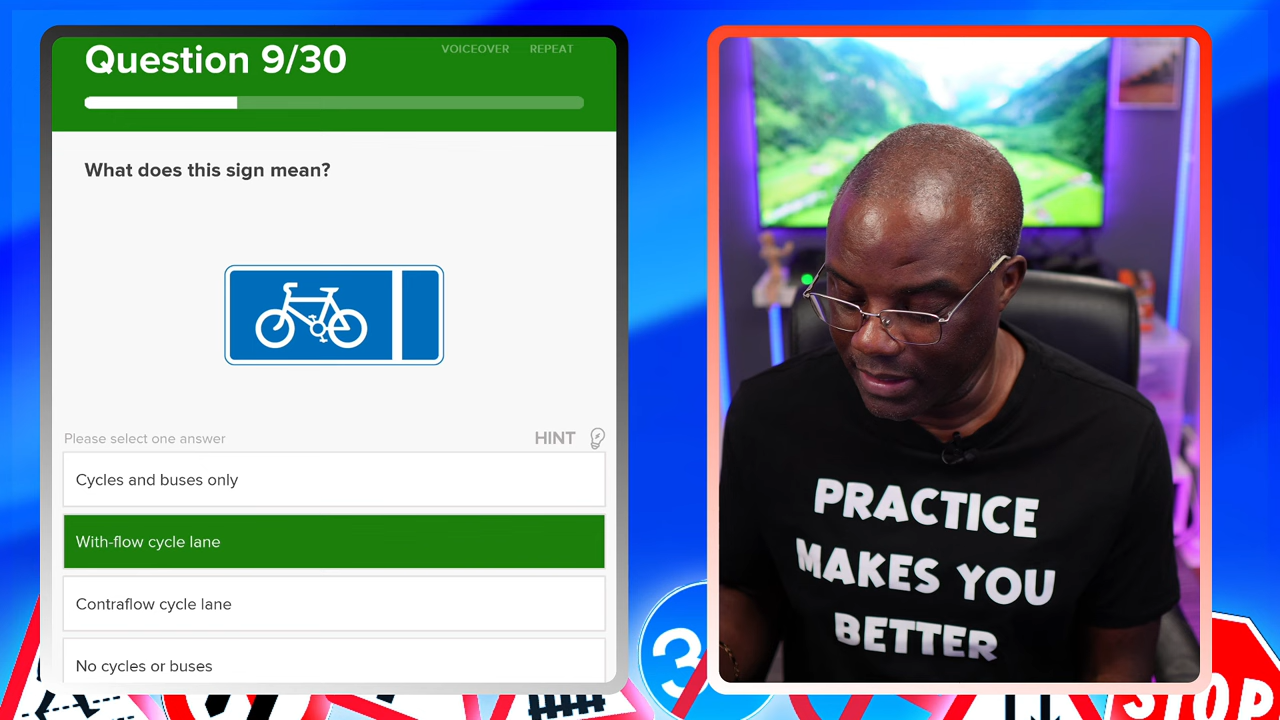 Question 9/30
VOICEOVER REPEAT
What does this sign mean?
Please select one answer
HINT
Cycles and buses only
With-flow cycle lane
Contraflow cycle lane
No cycles or buses
PRACTICE
MAKES YOU
BETTER
3
STOP